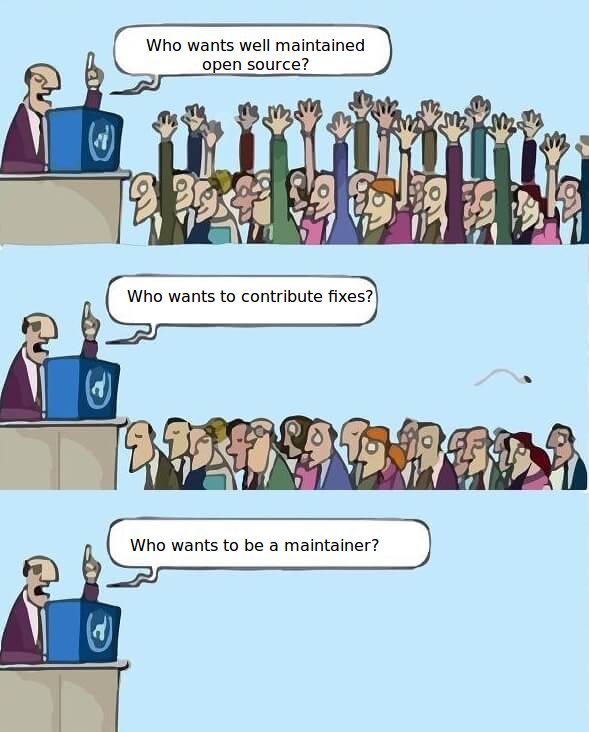 Who wants well maintained
open source?
Who wants to contribute fixes?
Who wants to be a maintainer?